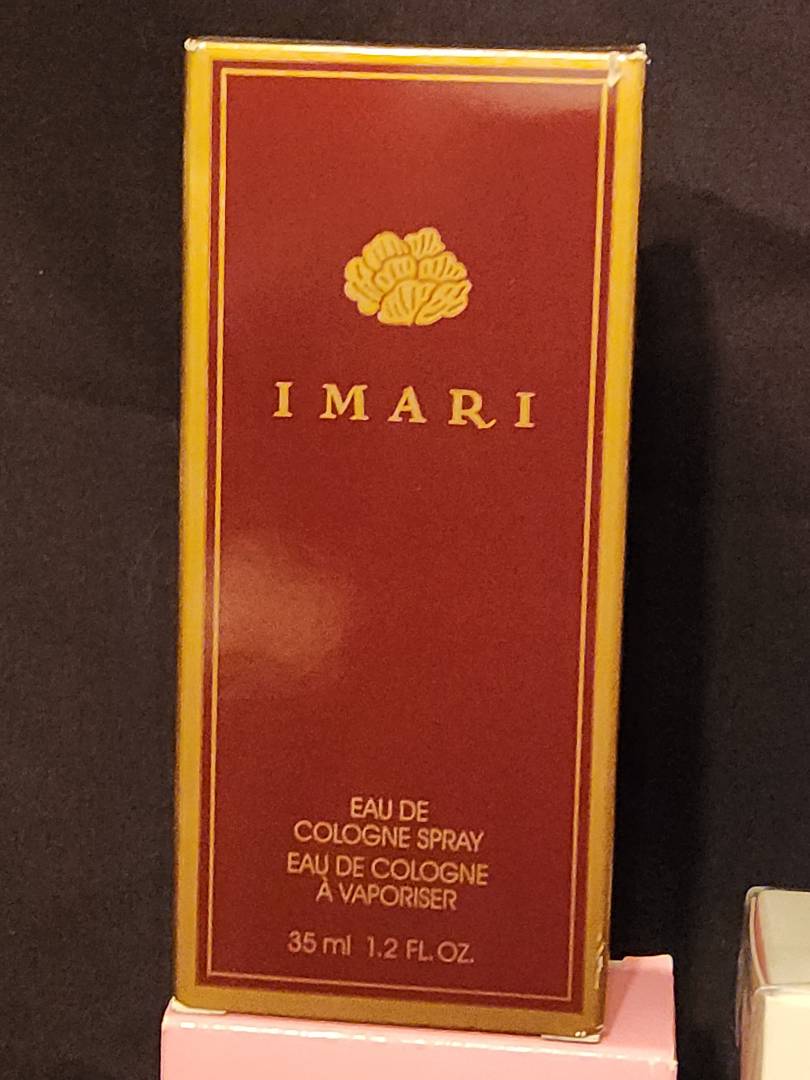 IMARI
EAU DE
COLOGNE SPRAY
EAU DE COLOGNE
À VAPORISER
35 ml 1.2 FL. OZ.